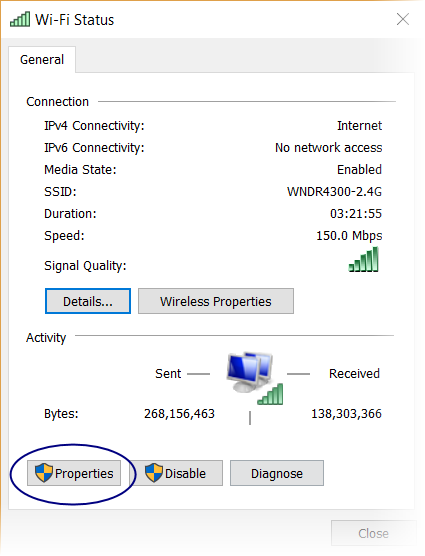 Wi-Fi Status
General
Connection
IPv4 Connectivity: Internet
IPv6 Connectivity: No network access
Media State: Enabled
SSID: WNDR4300-2.4G
Duration: 03:21:55
Speed: 150.0 Mbps
Signal Quality:
Details... Wireless Properties
Activity
Sent Received
Bytes: 268,156,463 138,303,366
Properties Disable Diagnose
Close